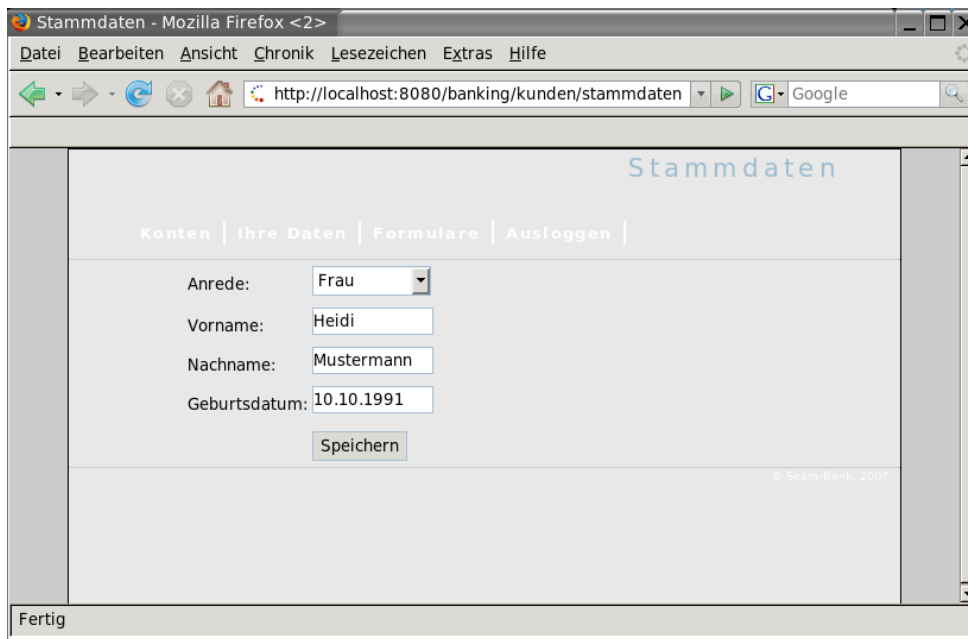 Stammdaten - Mozilla Firefox <2>
Datei Bearbeiten Ansicht Chronik Lesezeichen Extras Hilfe
http://localhost:8080/banking/kunden/stammdaten G Google
Stammdaten
Konten | Ihre Daten | Formulare | Ausloggen |
Anrede: Frau
Vorname: Heidi
Nachname: Mustermann
Geburtsdatum: 10.10.1991
Speichern
© Seam-Bank, 2007
Fertig